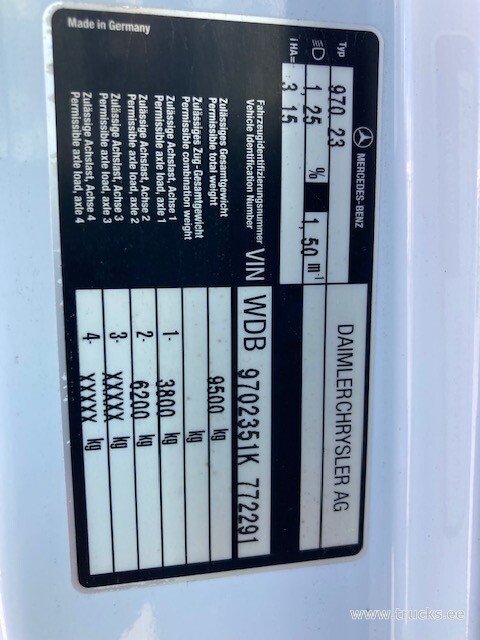 MERCEDES-BENZ
DAIMLERCHRYSLER AG
Typ 970.23
1,25 % 1,50 m⁻¹
i HA= 3,15
Fahrzeugidentifizierungsnummer
Vehicle Identification Number
VIN WDB 9702351K 772291
Zulässiges Gesamtgewicht
Permissible total weight
9500 kg
Zulässiges Zug-Gesamtgewicht
Permissible combination weight
Zulässige Achslast, Achse 1
Permissible axle load, axle 1
1- 3800 kg
Zulässige Achslast, Achse 2
Permissible axle load, axle 2
2- 6200 kg
Zulässige Achslast, Achse 3
Permissible axle load, axle 3
3- XXXXX kg
Zulässige Achslast, Achse 4
Permissible axle load, axle 4
4- XXXXX kg
Made in Germany
www.trucks.ee